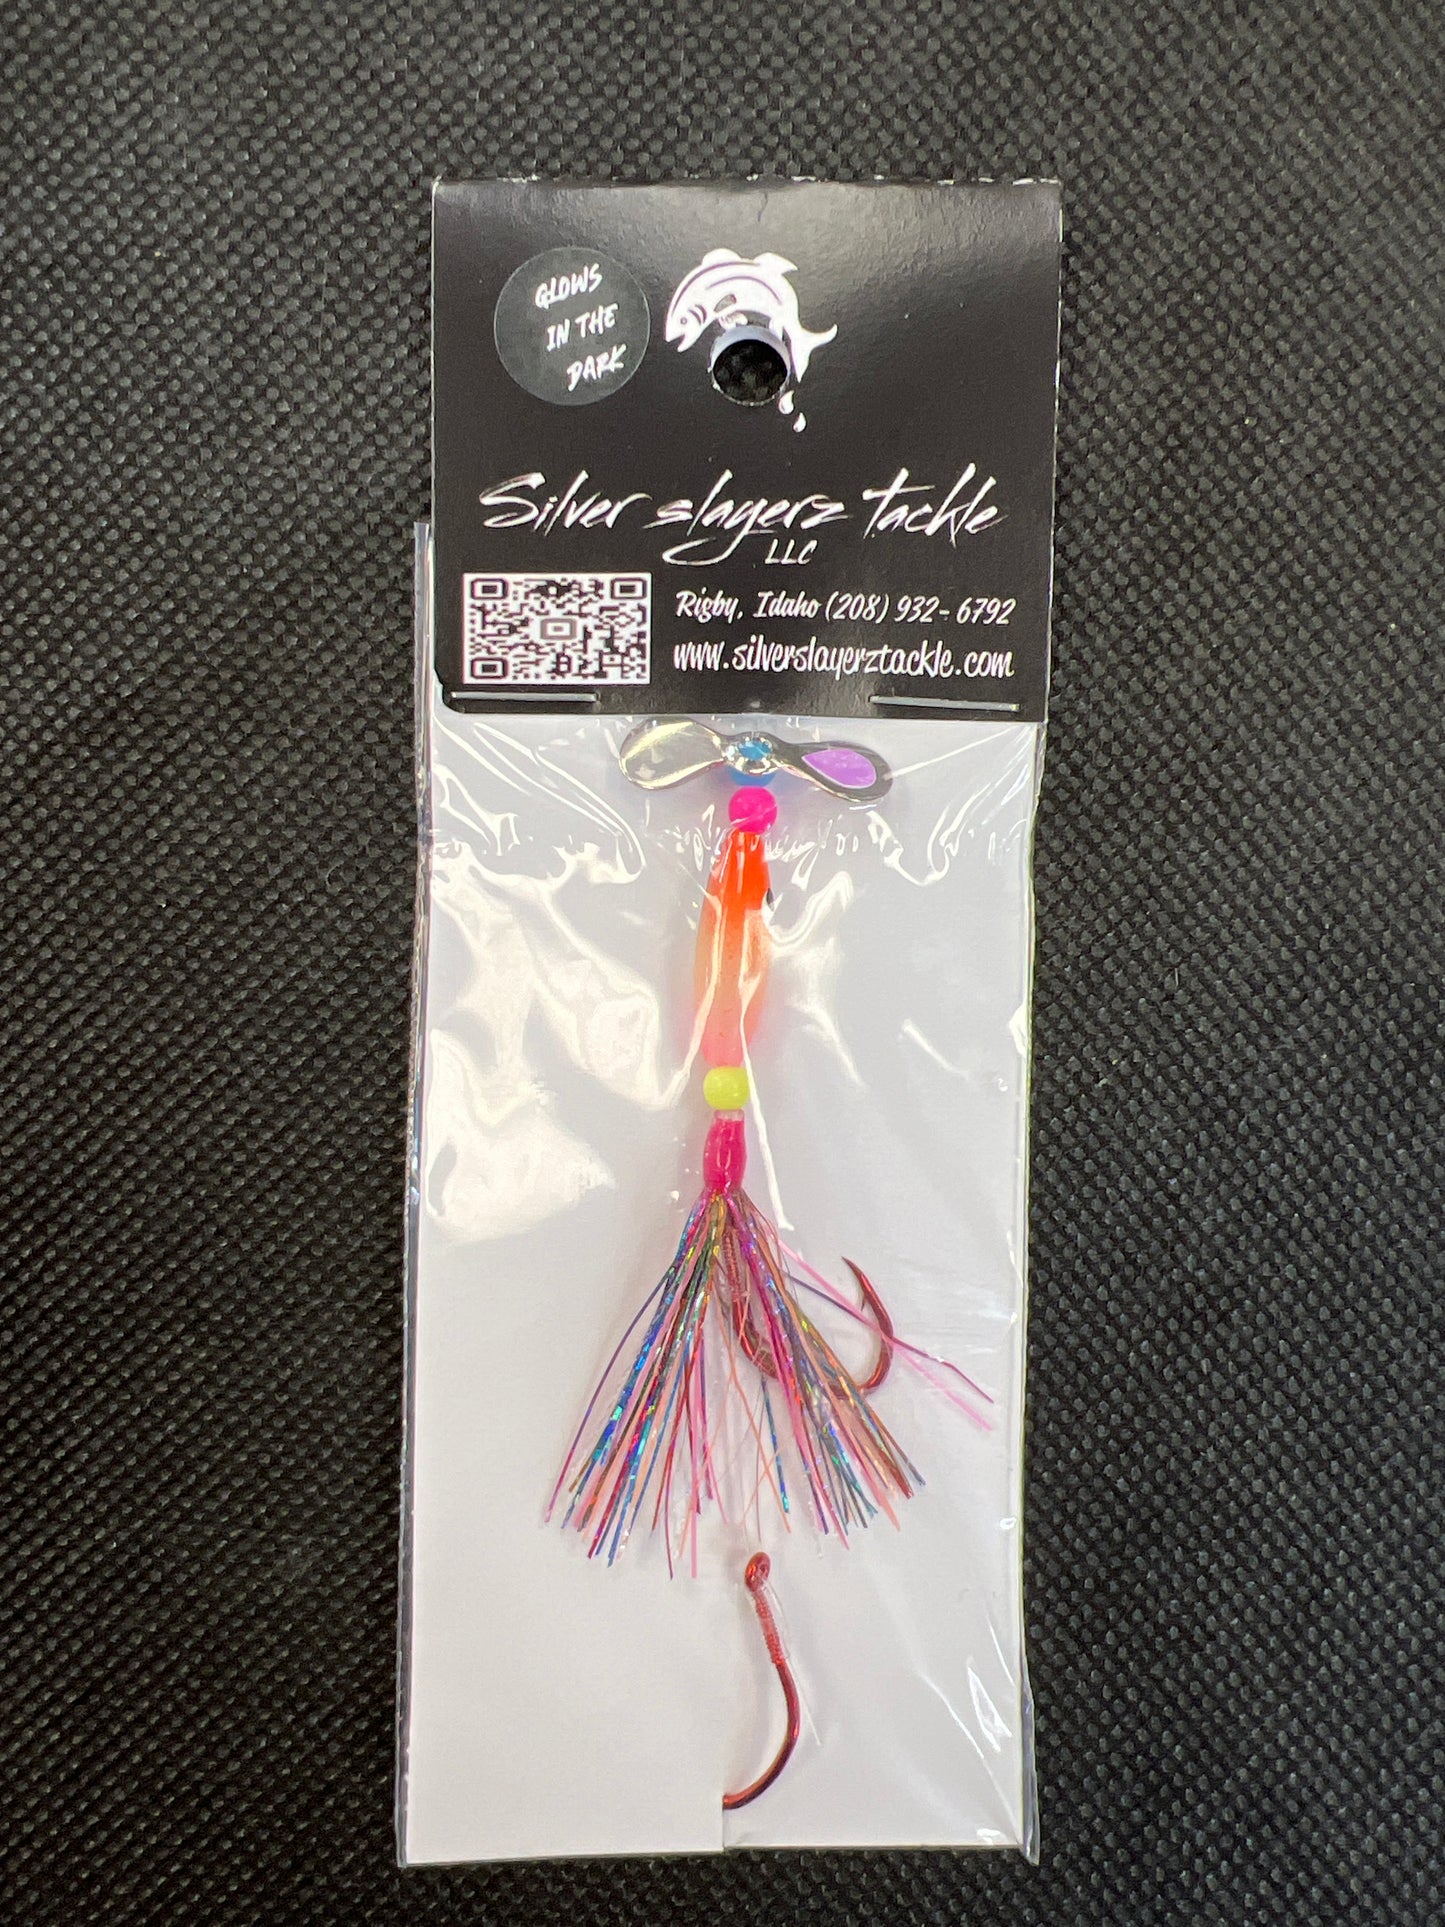 GLOWS
IN THE
DARK
Silver slayerz tackle
LLC
Rigby, Idaho (208) 932-6792
www.silverslayerztackle.com